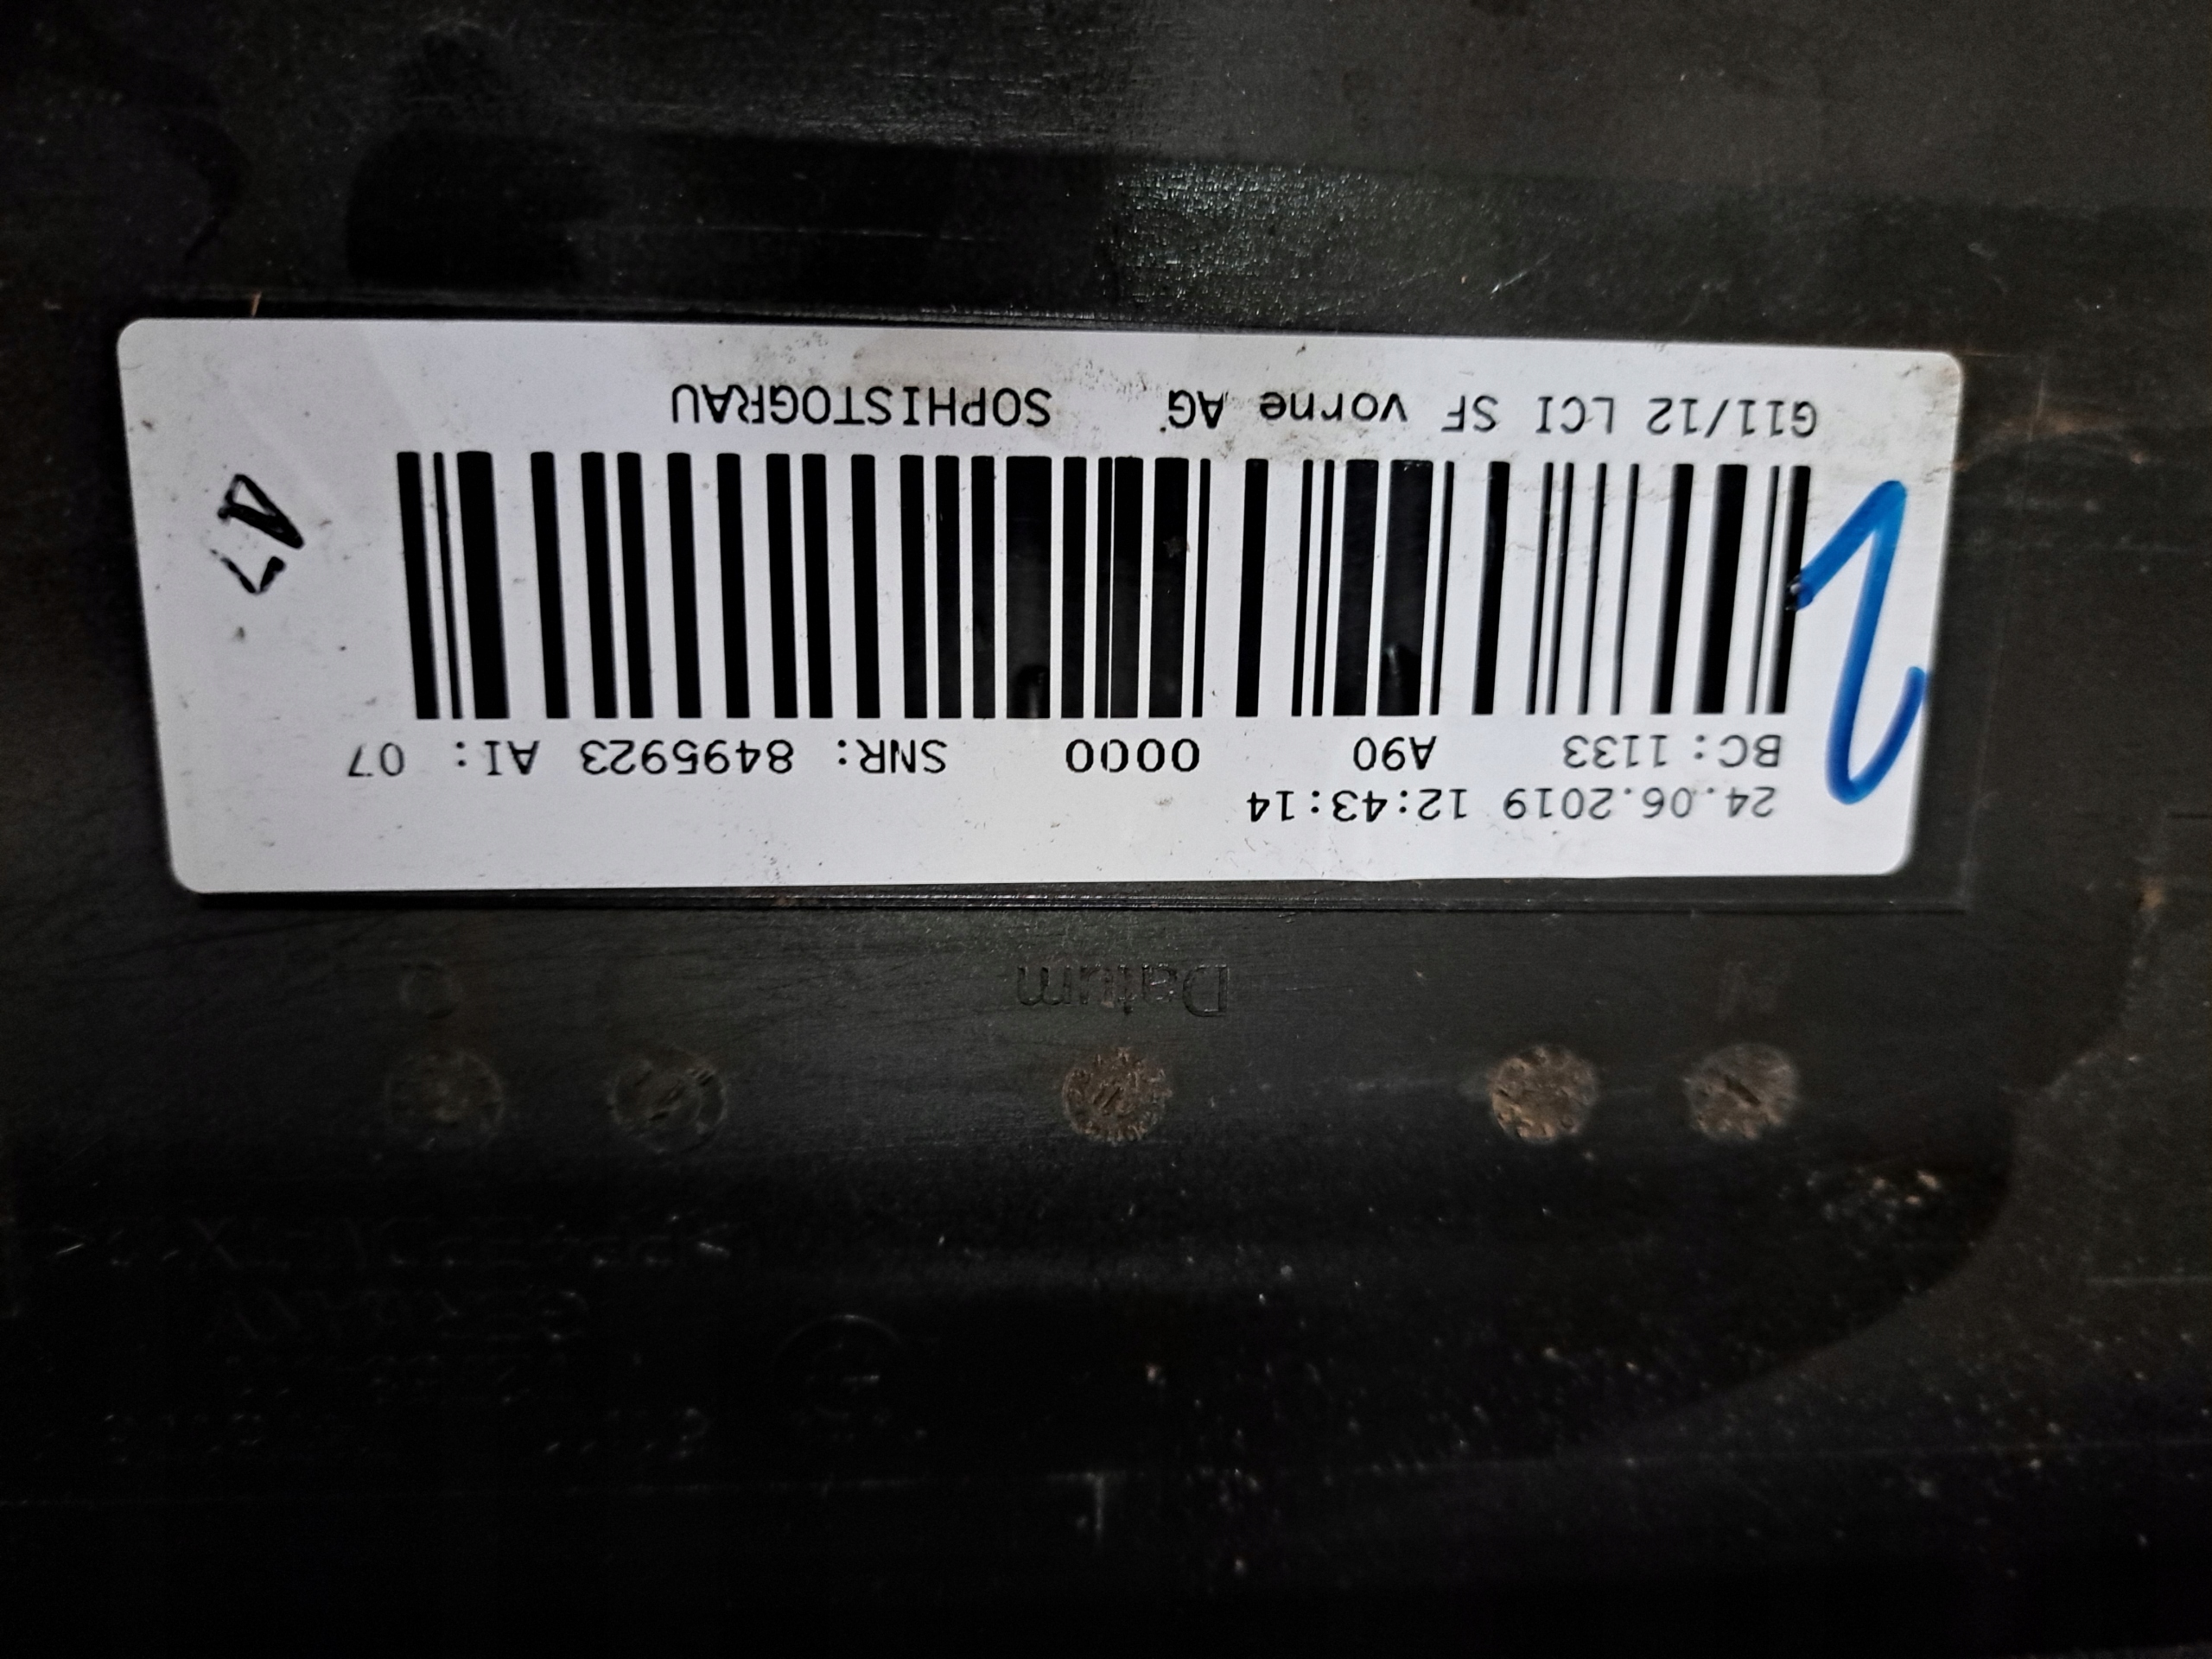 24.06.2019 12:43:14
BC: 1133 A90 0000 SNR: 8495923 AI: 07
G11/12 LCI SF vorne AG SOPHISTOGRAU
Datum